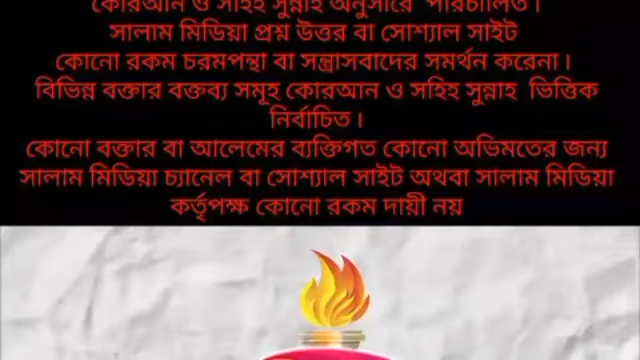 কোরআন ও সহিহ সুন্নাহ অনুসারে পরিচালিত।
সালাম মিডিয়া প্রশ্ন উত্তর বা সোশ্যাল সাইট
কোনো রকম চরমপন্থা বা সন্ত্রাসবাদের সমর্থন করেনা।
বিভিন্ন বক্তার বক্তব্য সমূহ কোরআন ও সহিস সুন্নাহ ভিত্তিক
নির্বাচিত।
কোনো বক্তার বা আলেমের ব্যক্তিগত কোনো অভিমতের জন্য
সালাম মিডিয়া চ্যানেল বা সোশ্যাল সাইট অথবা সালাম মিডিয়া
কর্তৃপক্ষ কোনো রকম দায়ী নয়